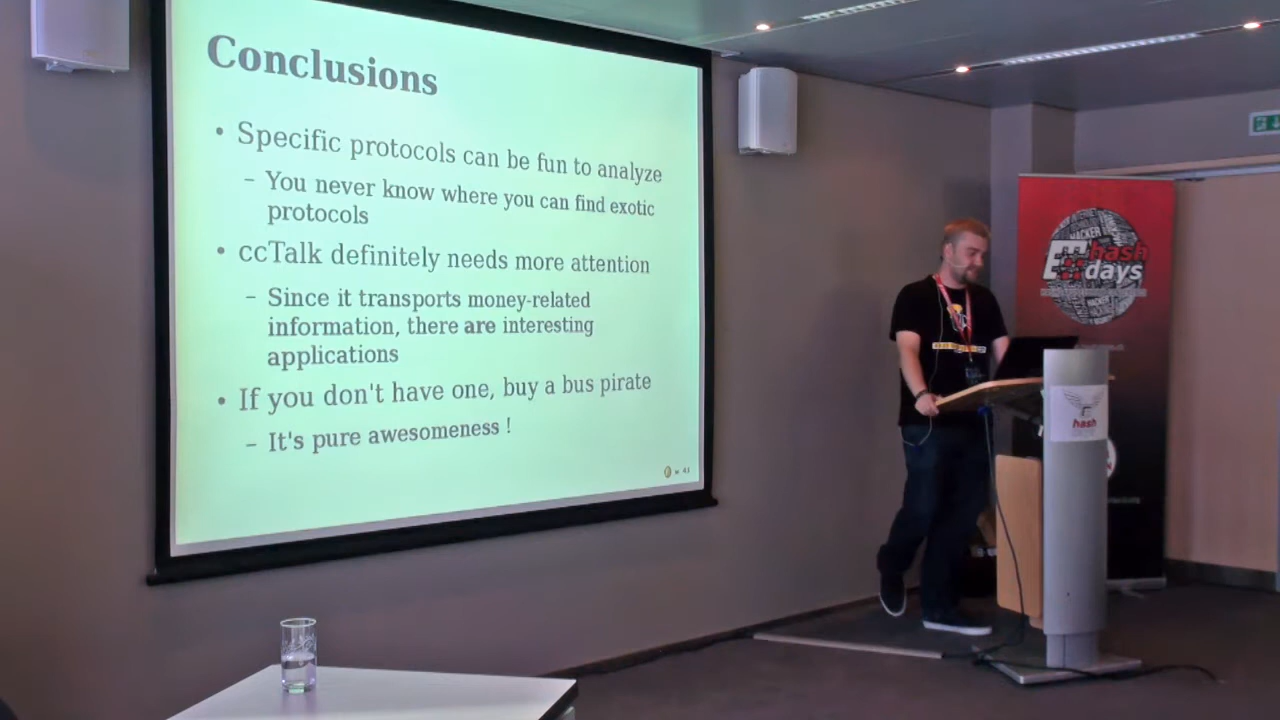 Conclusions
• Specific protocols can be fun to analyze
– You never know where you can find exotic
protocols
• ccTalk definitely needs more attention
– Since it transports money-related
information, there are interesting
applications
• If you don't have one, buy a bus pirate
– It's pure awesomeness !
HACKER
hash
days
HACKER
hash